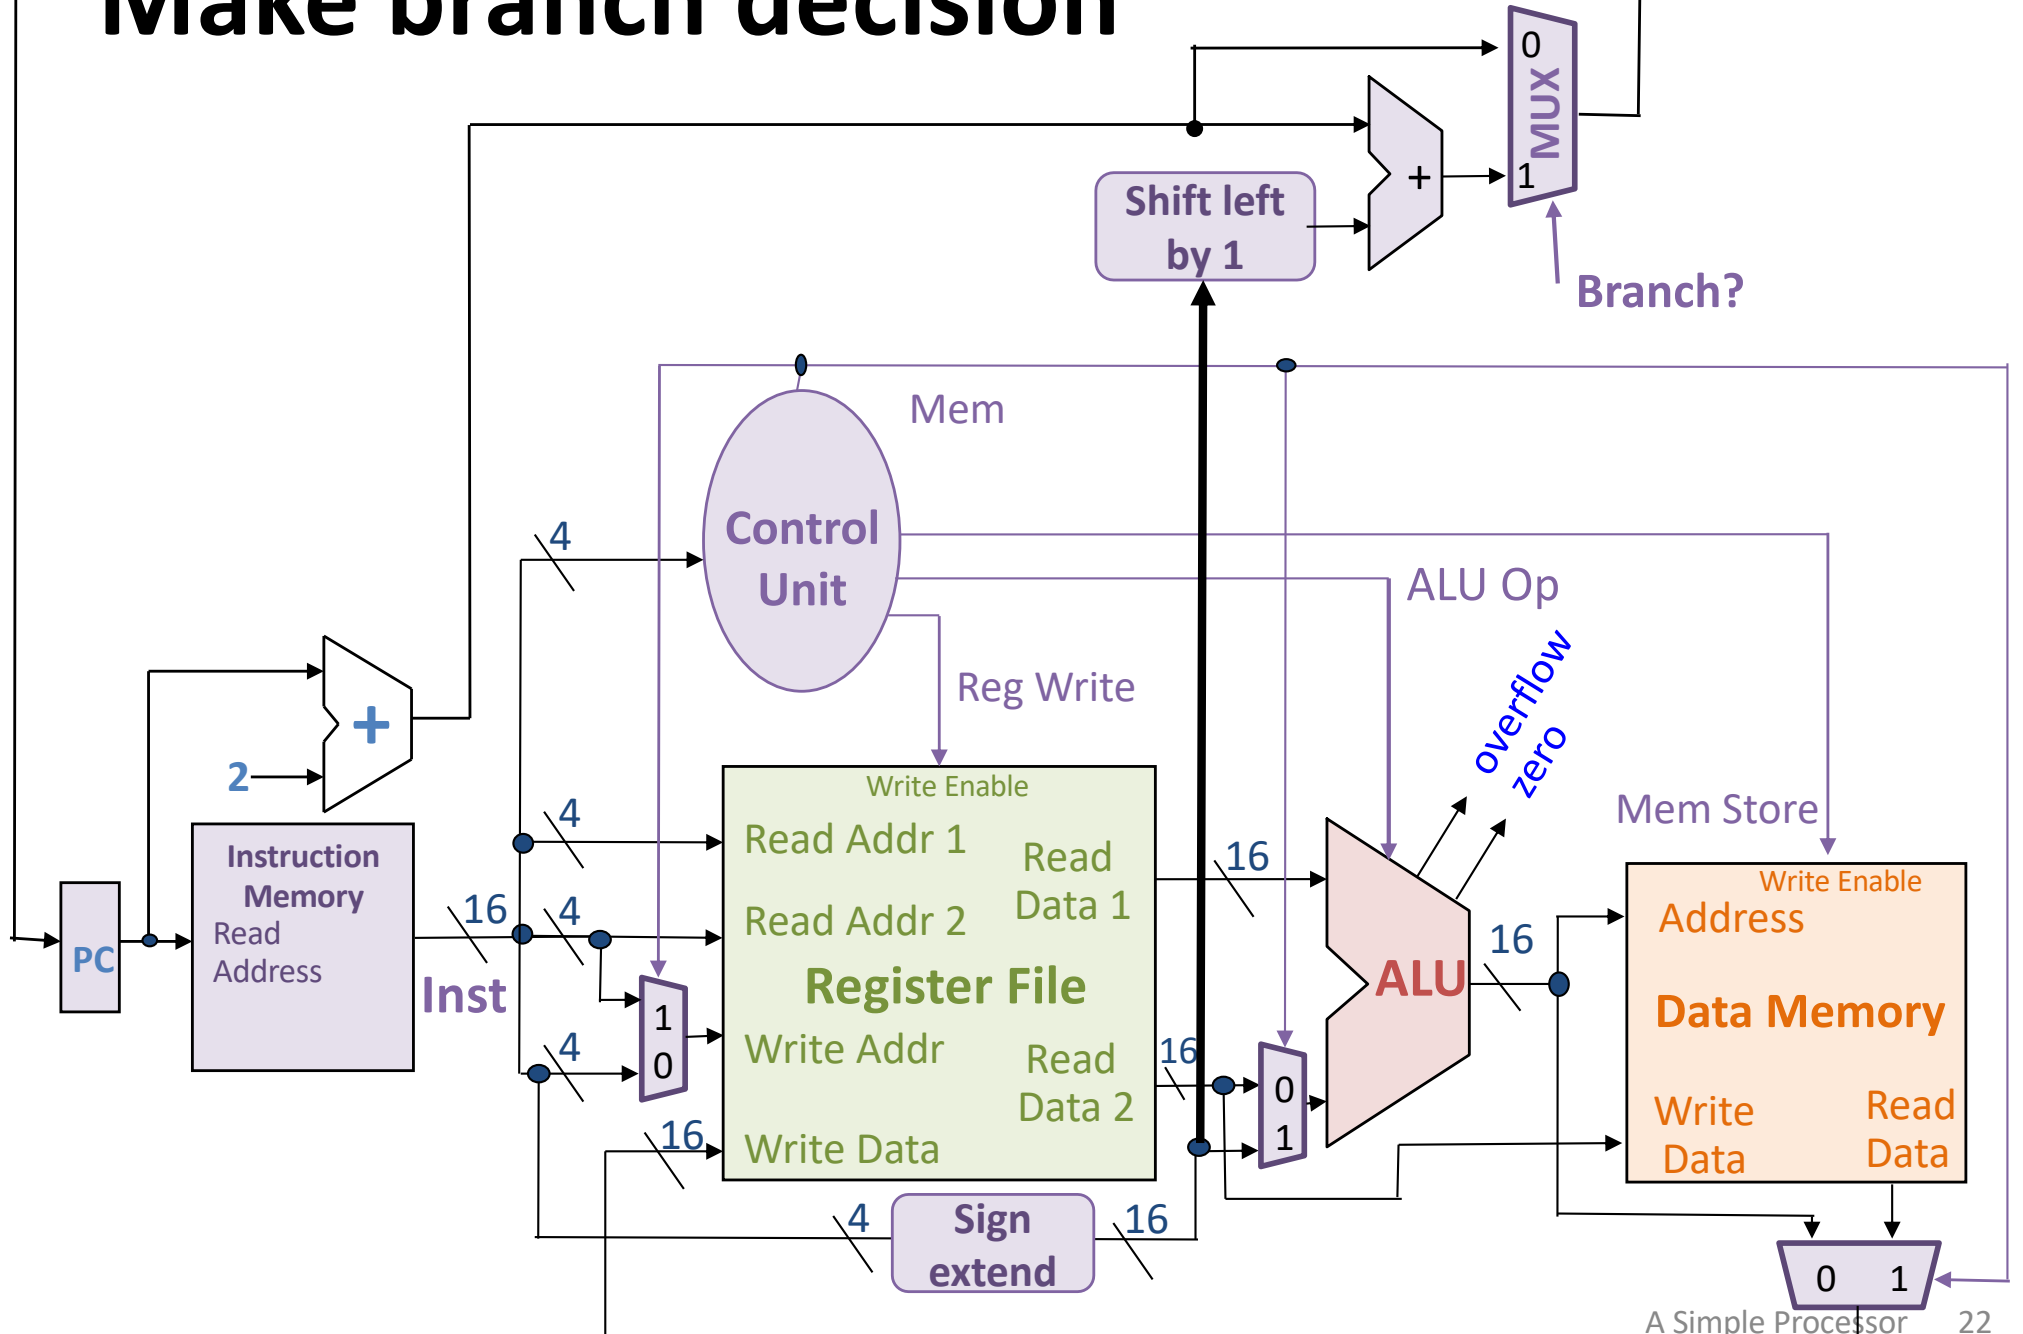 Make branch decision
0
MUX
1
+
Shift left
by 1
Branch?
Mem
Control
Unit
4
ALU Op
Reg Write
overflow
zero
+
2
Mem Store
Instruction
Memory
Read
Address
PC
16
Inst
4
4
4
16
1
0
Write Enable
Read Addr 1
Read Addr 2
Register File
Write Addr
Write Data
Read
Data 1
Read
Data 2
16
16
0
1
ALU
16
Write Enable
Address
Data Memory
Write
Data
Read
Data
4
Sign
extend
16
0 1
A Simple Processor 22